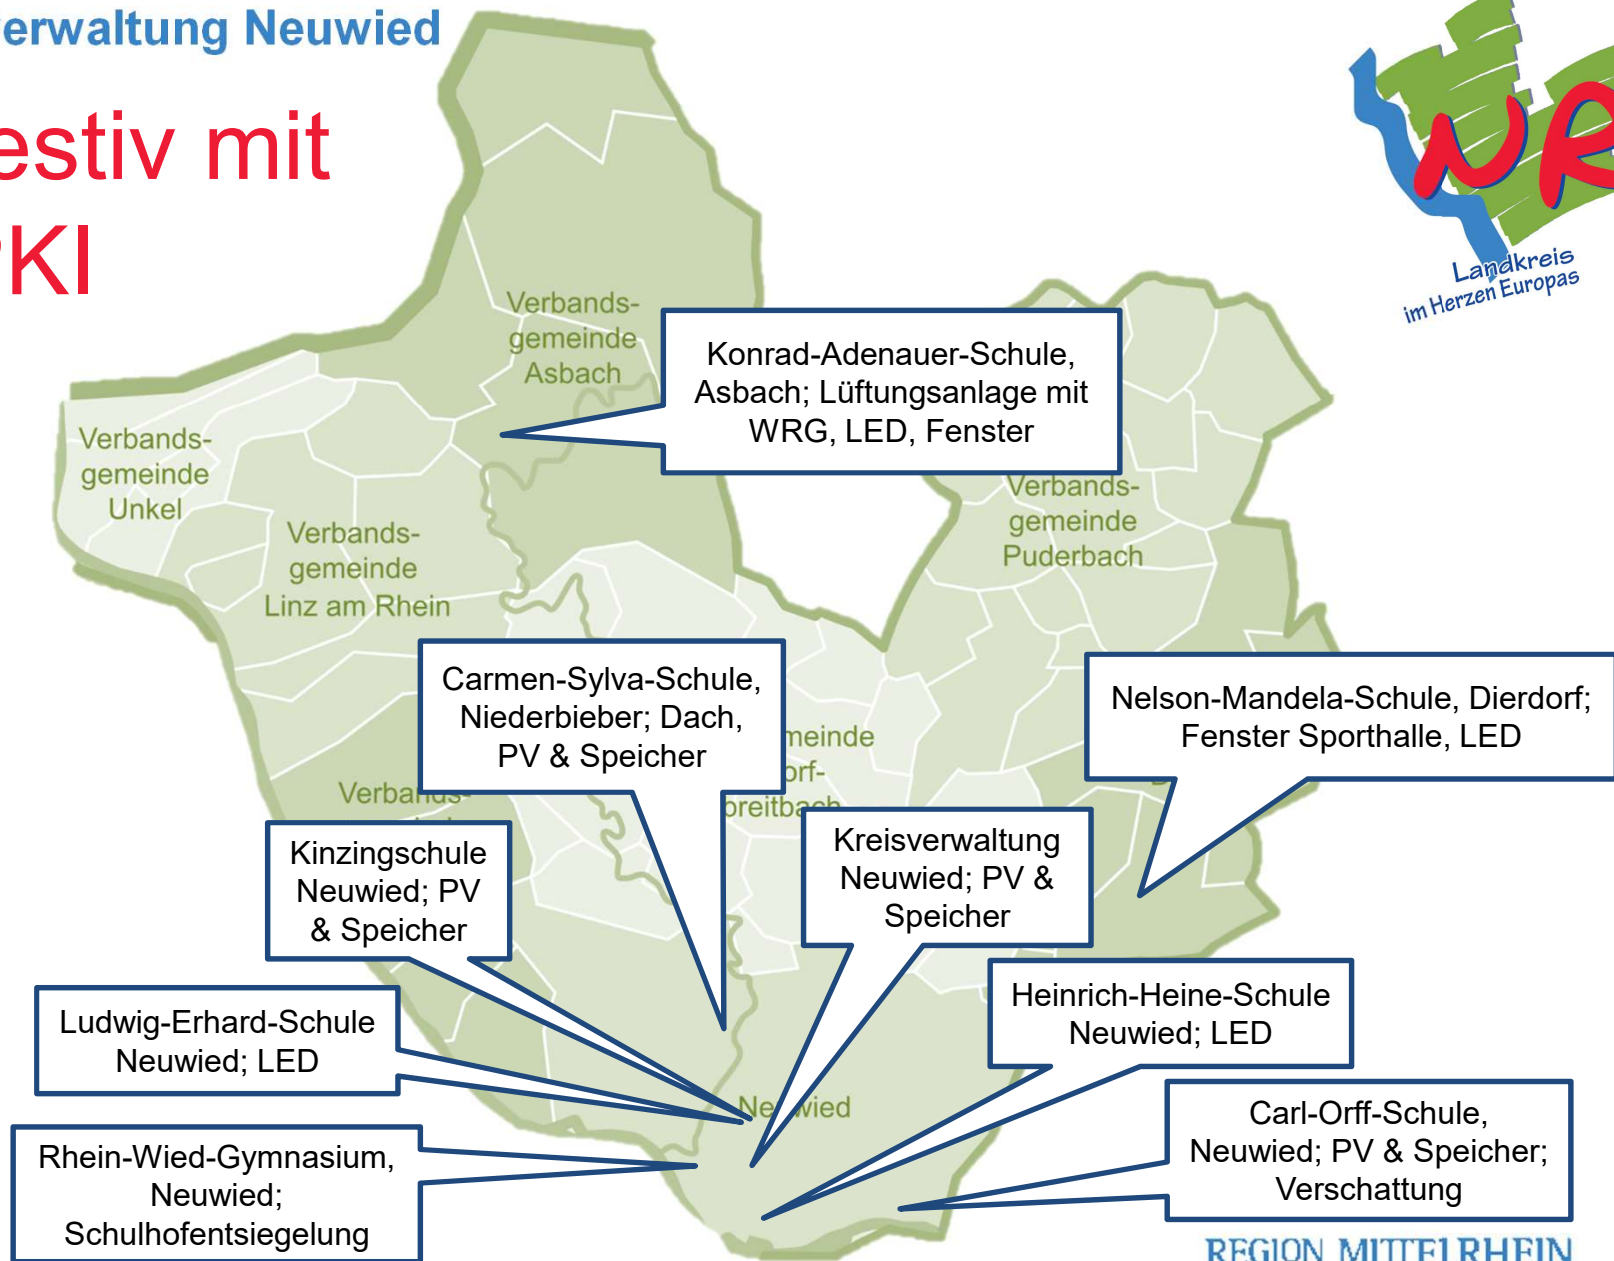 erwaltung Neuwied
estiv mit
KI
Landkreis
im Herzen Europas
Verbands-
gemeinde
Asbach
Konrad-Adenauer-Schule,
Asbach; Lüftungsanlage mit
WRG, LED, Fenster
Verbands-
gemeinde
Unkel
Verbands-
gemeinde
Linz am Rhein
Verbands-
gemeinde
Puderbach
Carmen-Sylva-Schule,
Niederbieber; Dach,
PV & Speicher
meinde
orf-
breitbach
Nelson-Mandela-Schule, Dierdorf;
Fenster Sporthalle, LED
Verbands-
Kinzingschule
Neuwied; PV
& Speicher
Kreisverwaltung
Neuwied; PV &
Speicher
Ludwig-Erhard-Schule
Neuwied; LED
Heinrich-Heine-Schule
Neuwied; LED
Neuwied
Rhein-Wied-Gymnasium,
Neuwied;
Schulhofentsiegelung
Carl-Orff-Schule,
Neuwied; PV & Speicher;
Verschattung
REGION MITTELRHEIN